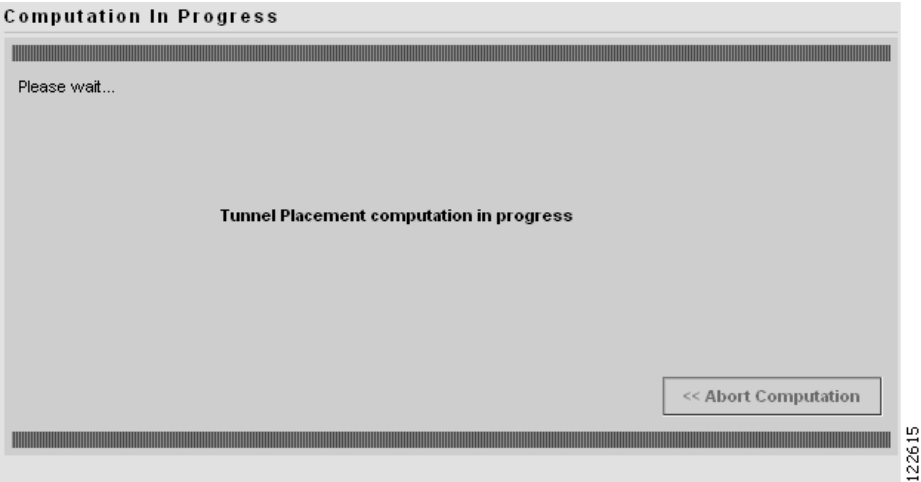 Computation In Progress
Please wait...
Tunnel Placement computation in progress
<< Abort Computation
122615